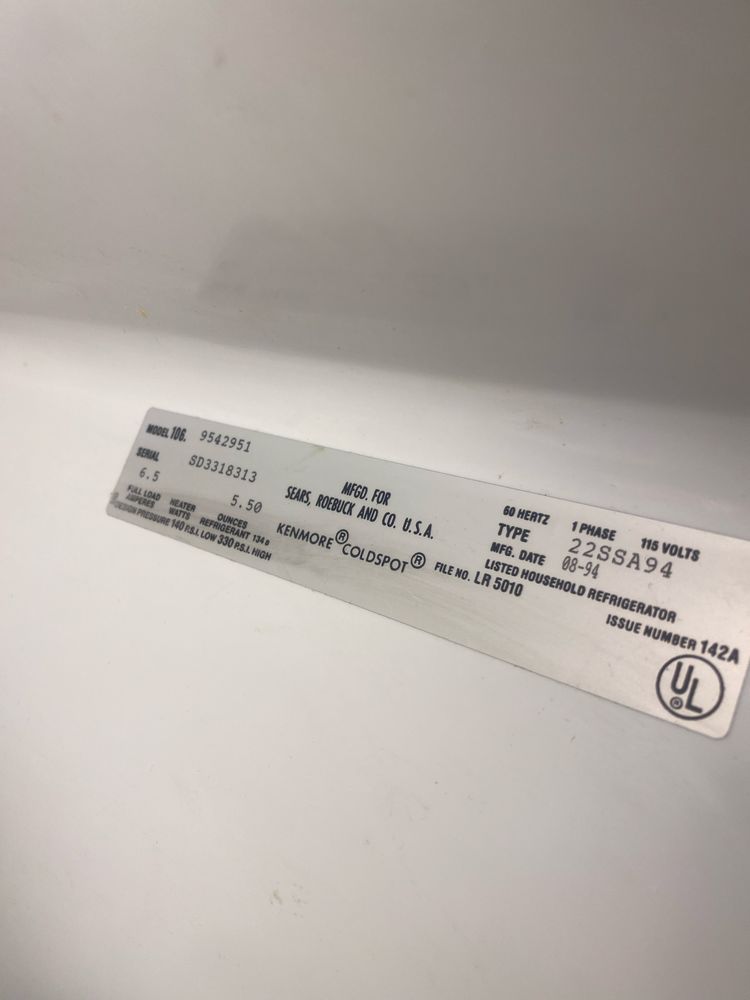 MODEL 106. 9542951
SERIAL SD3318313
6.5 5.50
FULL LOAD AMPERES HEATER WATTS OUNCES REFRIGERANT 134a
DESIGN PRESSURE 140 P.S.I. LOW 330 P.S.I. HIGH
MFGD. FOR
SEARS, ROEBUCK AND CO. U.S.A.
KENMORE® COLDSPOT® FILE NO. LR 5010
60 HERTZ 1 PHASE 115 VOLTS
TYPE 22SSA94
MFG. DATE 08-94
LISTED HOUSEHOLD REFRIGERATOR
ISSUE NUMBER 142A
UL®